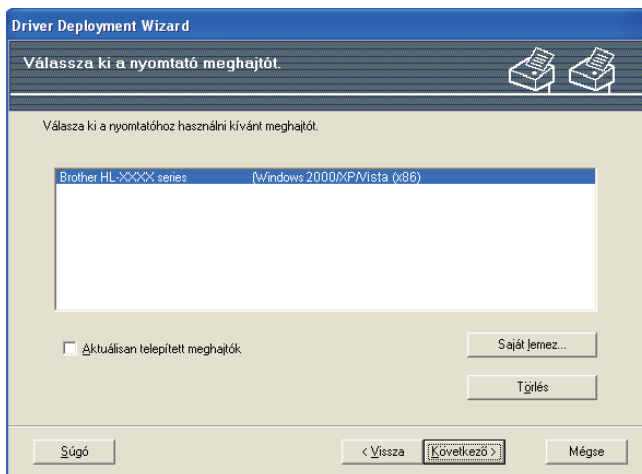 Driver Deployment Wizard
Válassza ki a nyomtató meghajtót.
Válasza ki a nyomtatóhoz használni kívánt meghajtót.
Brother HL-XXXX series (Windows 2000/XP/Vista (x86)
Aktuálisan telepített meghajtók
Saját lemez...
Törlés
Súgó
< Vissza
Következő >
Mégse